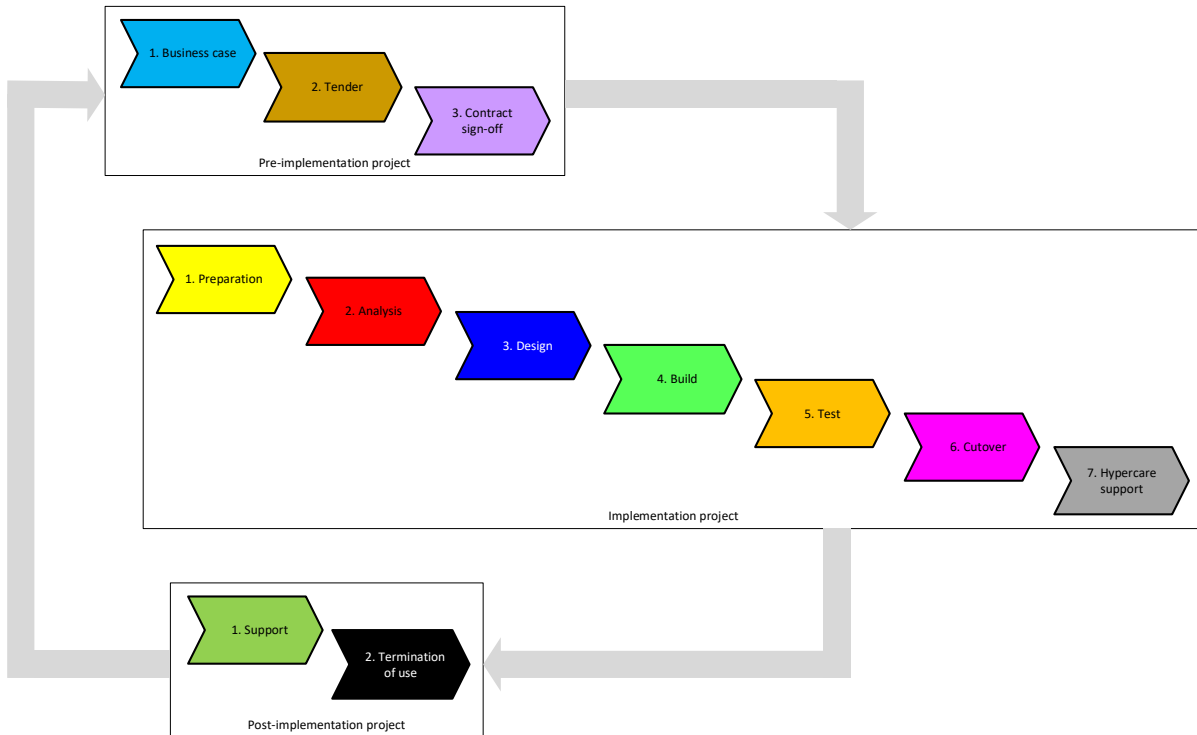 1. Business case
2. Tender
3. Contract
sign-off
Pre-implementation project
1. Preparation
2. Analysis
3. Design
4. Build
5. Test
6. Cutover
7. Hypercare
support
Implementation project
1. Support
2. Termination
of use
Post-implementation project